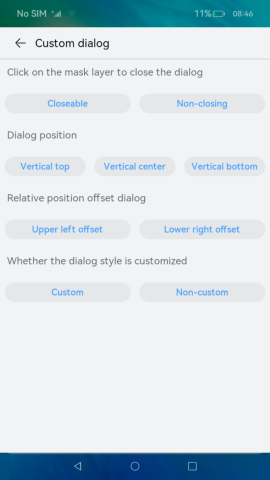 No SIM 11% 08:46
Custom dialog
Click on the mask layer to close the dialog
Closeable Non-closing
Dialog position
Vertical top Vertical center Vertical bottom
Relative position offset dialog
Upper left offset Lower right offset
Whether the dialog style is customized
Custom Non-custom